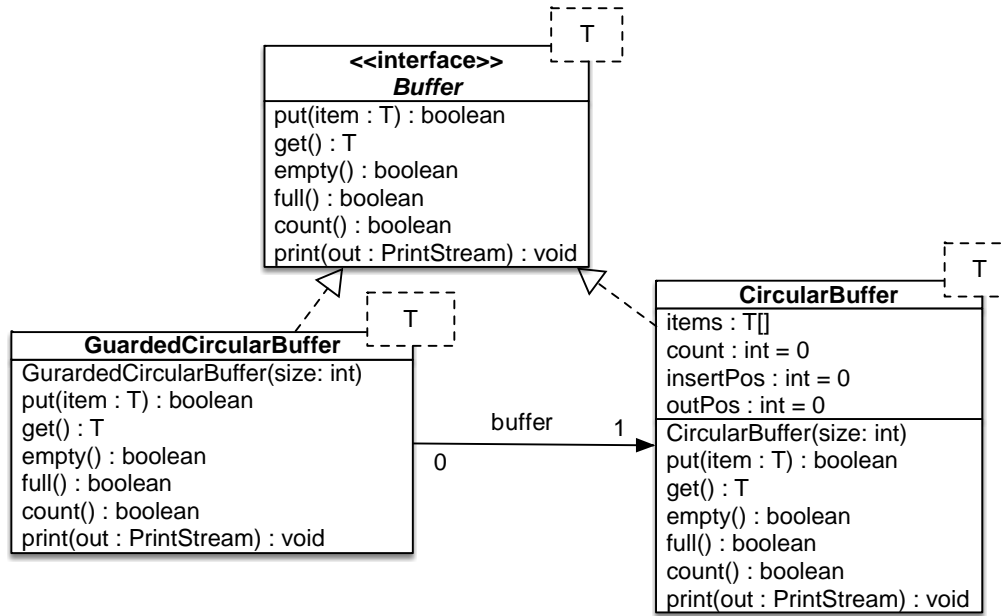 T
<<interface>>
Buffer
put(item : T) : boolean
get() : T
empty() : boolean
full() : boolean
count() : boolean
print(out : PrintStream) : void
T
GuardedCircularBuffer
GurardedCircularBuffer(size: int)
put(item : T) : boolean
get() : T
empty() : boolean
full() : boolean
count() : boolean
print(out : PrintStream) : void
buffer
0
1
T
CircularBuffer
items : T[]
count : int = 0
insertPos : int = 0
outPos : int = 0
CircularBuffer(size: int)
put(item : T) : boolean
get() : T
empty() : boolean
full() : boolean
count() : boolean
print(out : PrintStream) : void